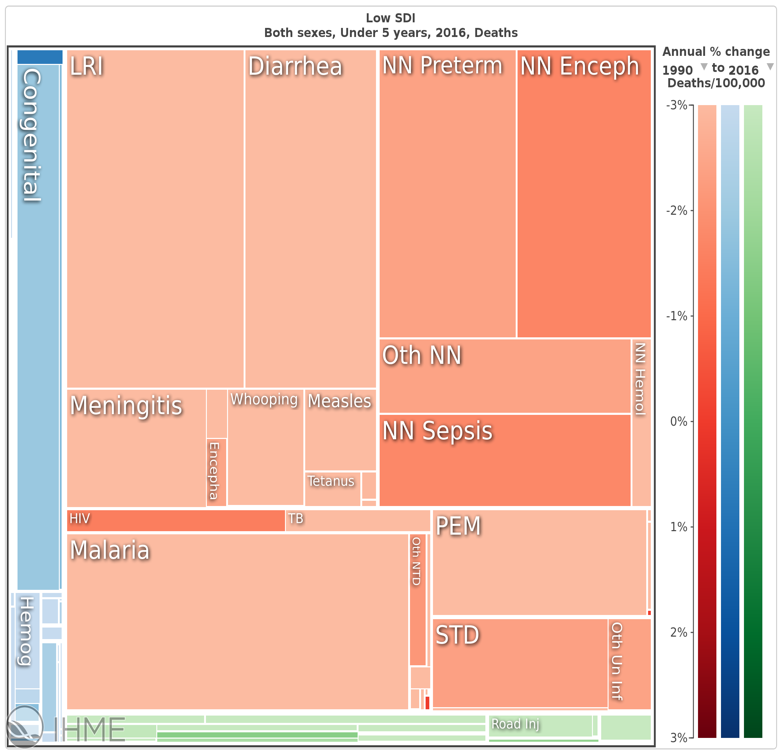 Low SDI
Both sexes, Under 5 years, 2016, Deaths
Annual % change
1990 to 2016
Deaths/100,000
Congenital
LRI
Diarrhea
NN Preterm
NN Enceph
Oth NN
NN Hemol
NN Sepsis
Meningitis
Encepha
Whooping
Measles
Tetanus
HIV
TB
Malaria
Oth NTD
PEM
STD
Oth Un Inf
Hemog
Road Inj
IHME
-3%
-2%
-1%
0%
1%
2%
3%